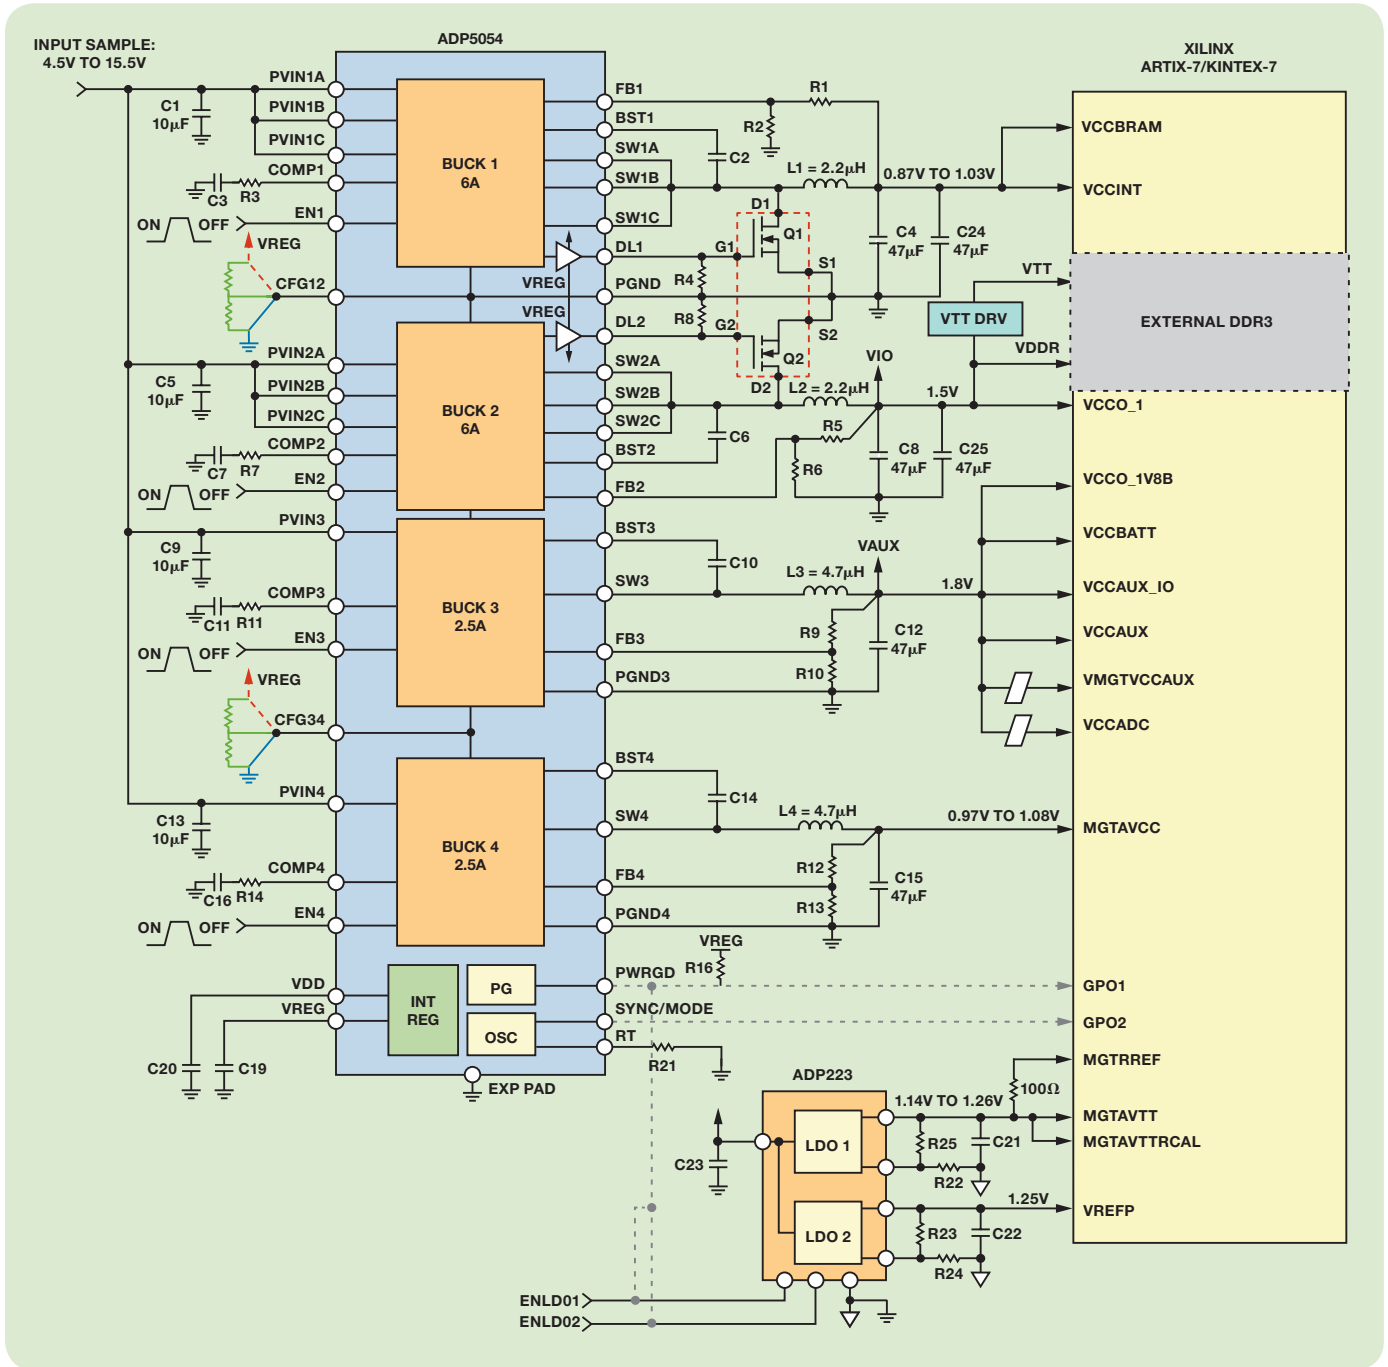 INPUT SAMPLE:
4.5V TO 15.5V
ADP5054
XILINX
ARTIX-7/KINTEX-7
PVIN1A
C1
10µF
PVIN1B
PVIN1C
COMP1
C3
R3
ON
OFF
EN1
VREG
CFG12
BUCK 1
6A
FB1
BST1
SW1A
SW1B
SW1C
DL1
VREG
PGND
VREG
DL2
R1
R2
C2
L1 = 2.2µH
0.87V TO 1.03V
D1
Q1
G1
S1
R4
R8
G2
S2
Q2
D2
C4
47µF
C24
47µF
VCCBRAM
VCCINT
VTT
VTT DRV
EXTERNAL DDR3
VDDR
PVIN2A
C5
10µF
PVIN2B
PVIN2C
COMP2
C7
R7
ON
OFF
EN2
BUCK 2
6A
SW2A
SW2B
SW2C
BST2
FB2
C6
L2 = 2.2µH
VIO
1.5V
R5
R6
C8
47µF
C25
47µF
VCCO_1
VCCO_1V8B
PVIN3
C9
10µF
COMP3
C11
R11
ON
OFF
EN3
VREG
CFG34
BUCK 3
2.5A
BST3
SW3
FB3
PGND3
C10
L3 = 4.7µH
VAUX
1.8V
R9
R10
C12
47µF
VCCBATT
VCCAUX_IO
VCCAUX
VMGTVCCAUX
VCCADC
PVIN4
C13
10µF
COMP4
C16
R14
ON
OFF
EN4
BUCK 4
2.5A
BST4
SW4
FB4
PGND4
C14
L4 = 4.7µH
0.97V TO 1.08V
R12
R13
C15
47µF
MGTAVCC
VDD
VREG
C20
C19
INT
REG
PG
OSC
EXP PAD
PWRGD
SYNC/MODE
RT
VREG
R16
R21
GPO1
GPO2
MGTRREF
100Ω
ADP223
1.14V TO 1.26V
LDO 1
R25
C21
R22
MGTAVTT
MGTAVTTRCAL
C23
LDO 2
1.25V
R23
C22
R24
VREFP
ENLD01
ENLD02